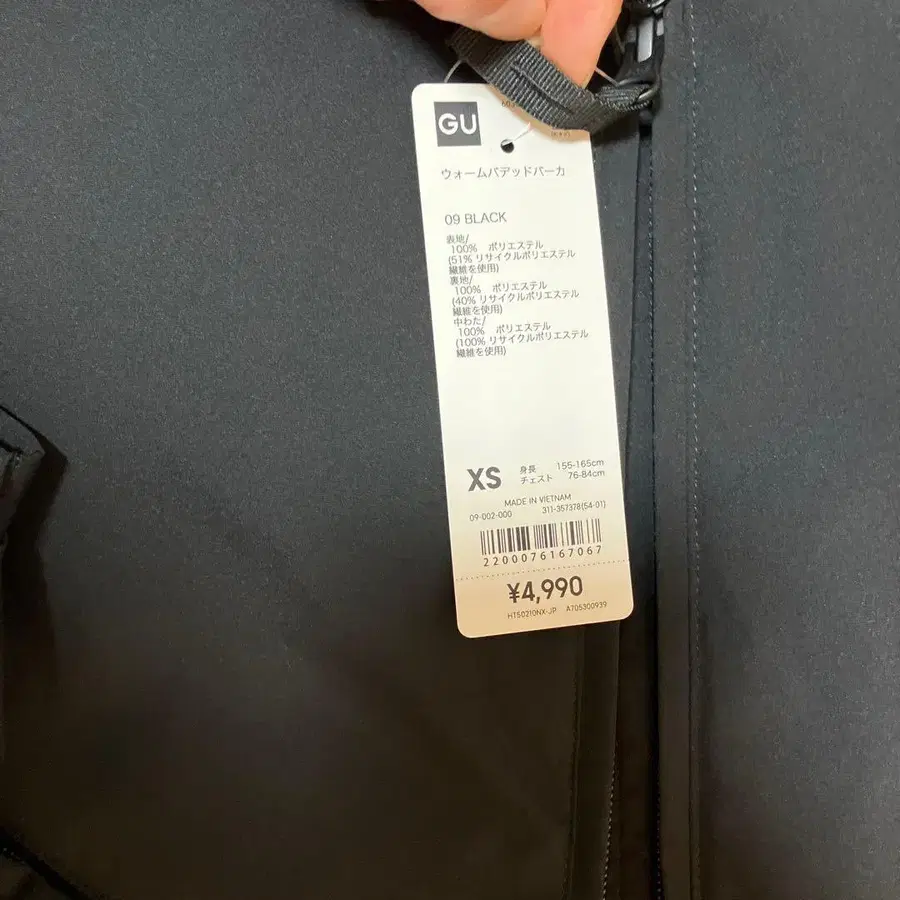 GU
ウォームパデッドパーカ
09 BLACK
表地/
100% ポリエステル
(51% リサイクルポリエステル
繊維を使用)
裏地/
100% ポリエステル
(40% リサイクルポリエステル
繊維を使用)
中わた/
100% ポリエステル
(100% リサイクルポリエステル
繊維を使用)
XS 身長 155-165cm
チェスト 76-84cm
MADE IN VIETNAM
09-002-000 311-357378(54-01)
2200076167067
¥4,990
HT50210NX-JP A705300939